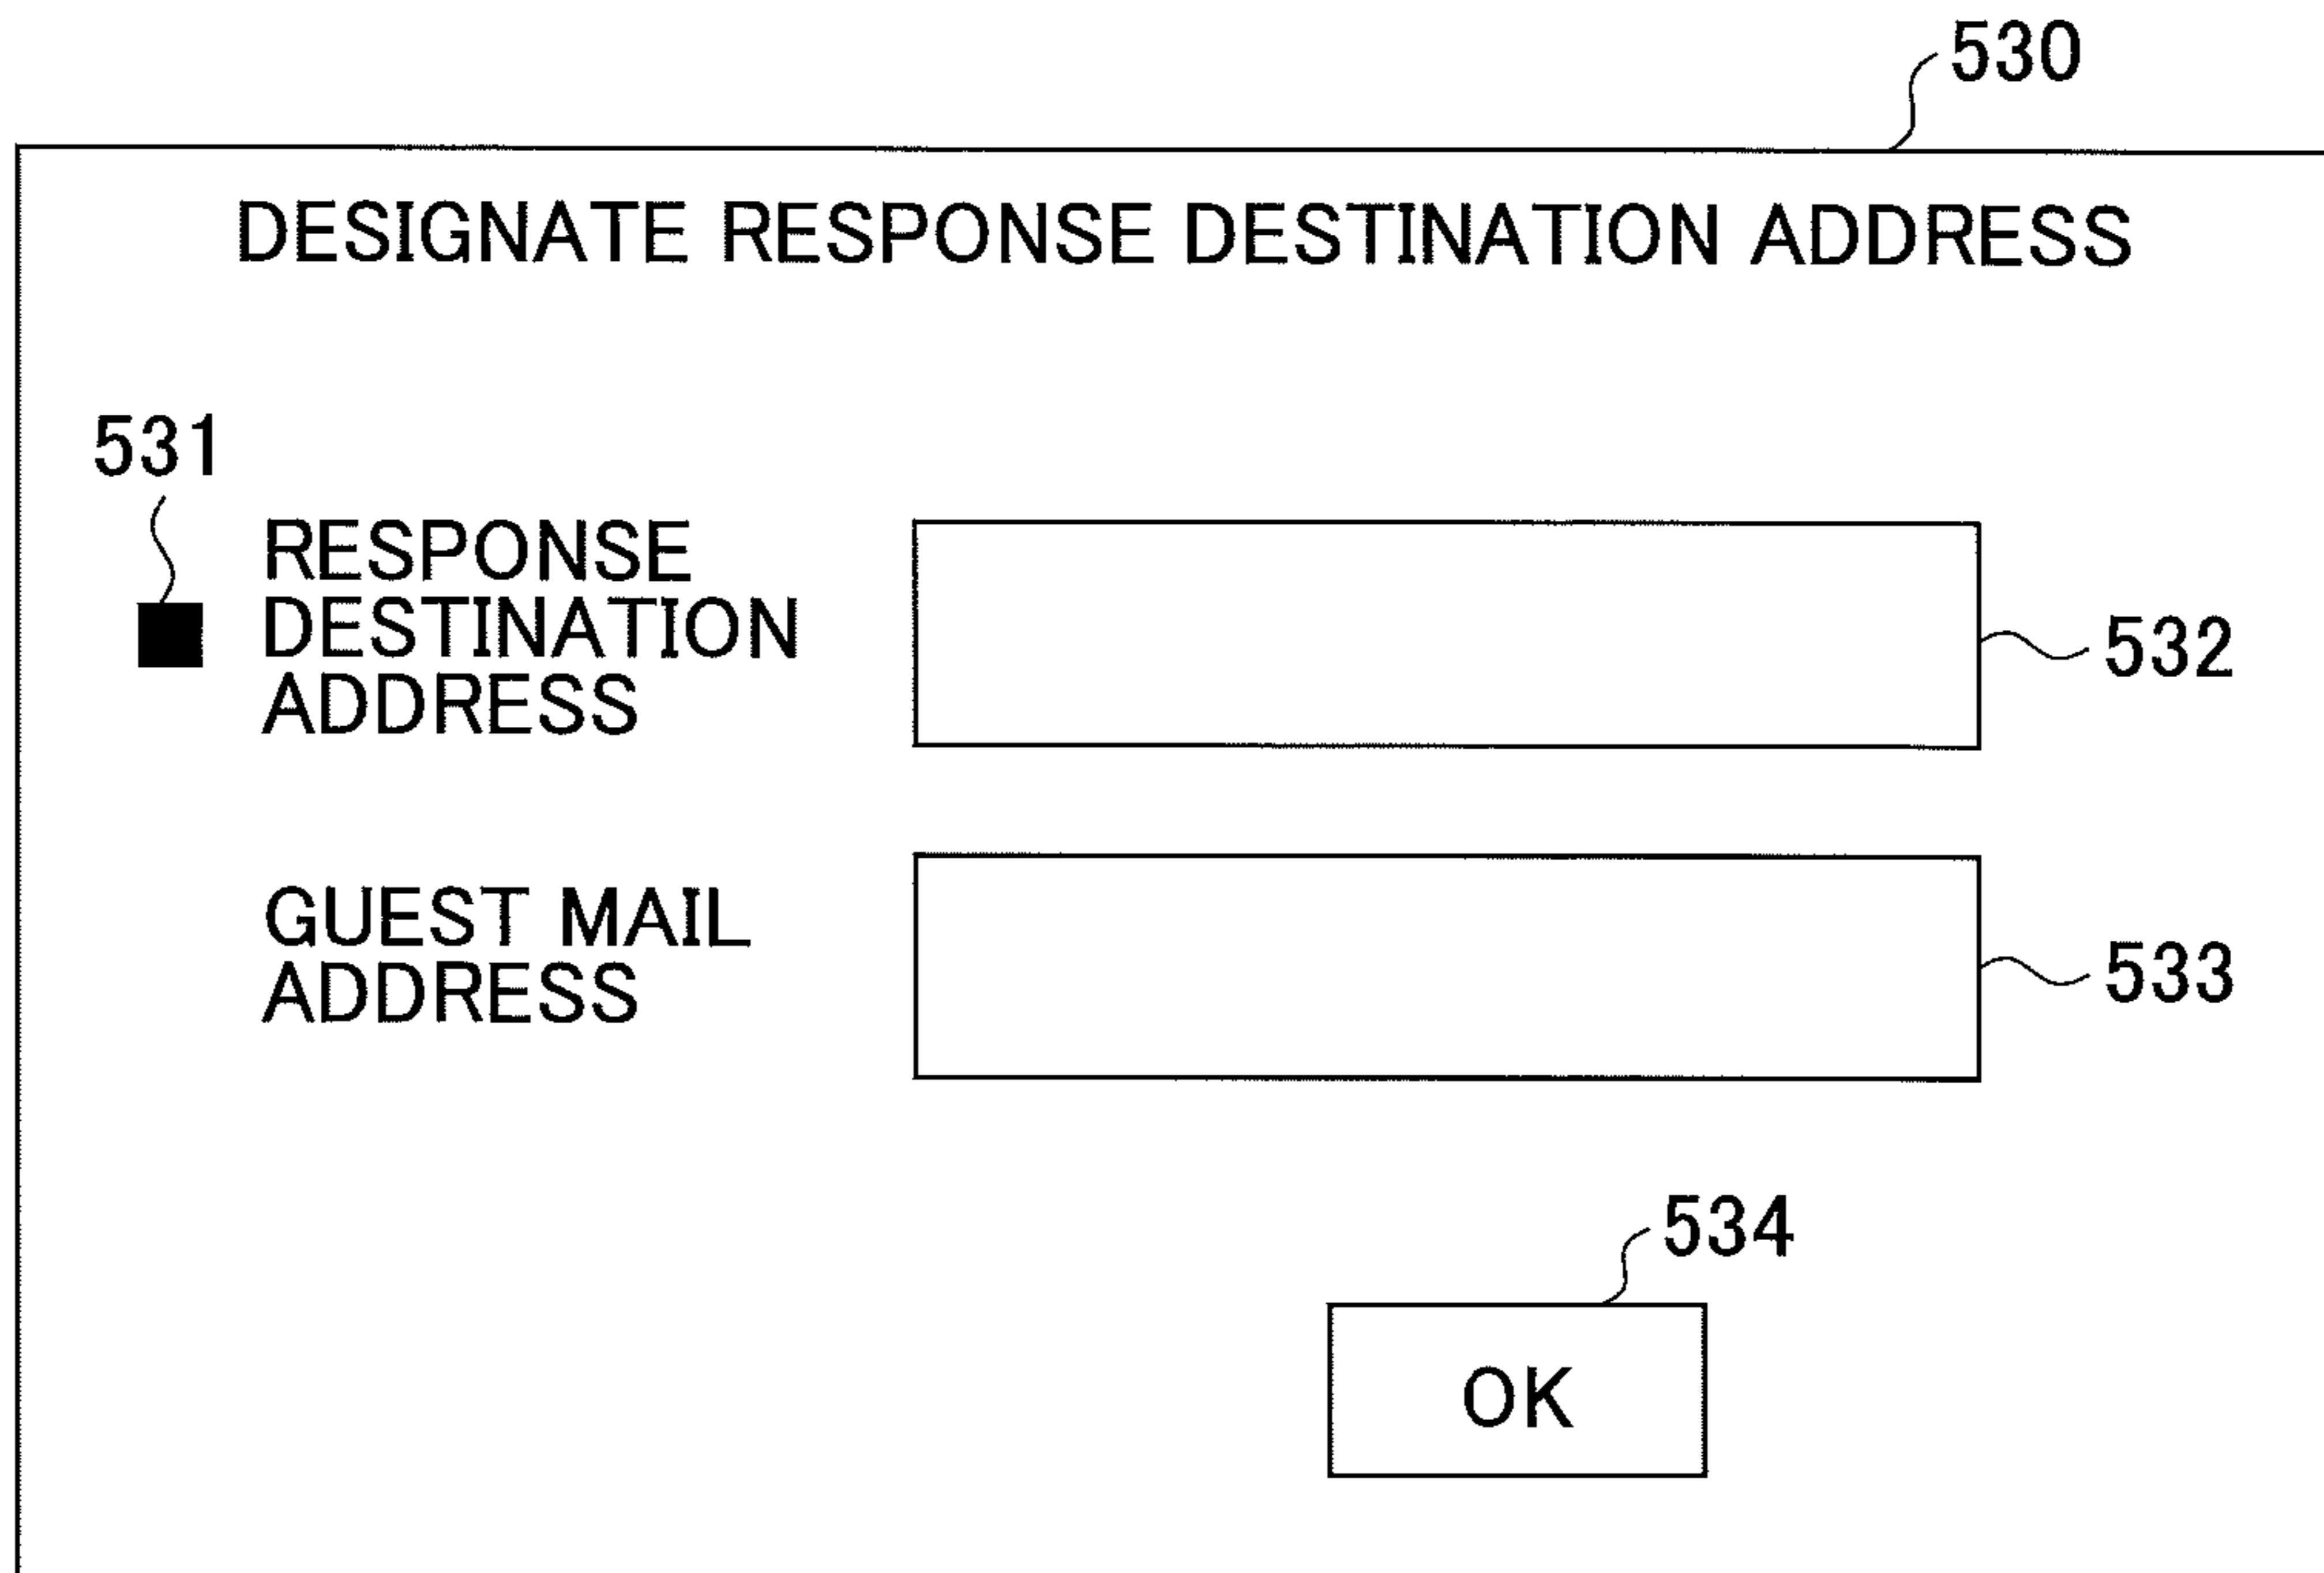 530
DESIGNATE RESPONSE DESTINATION ADDRESS
531
RESPONSE
DESTINATION
ADDRESS
532
GUEST MAIL
ADDRESS
533
534
OK